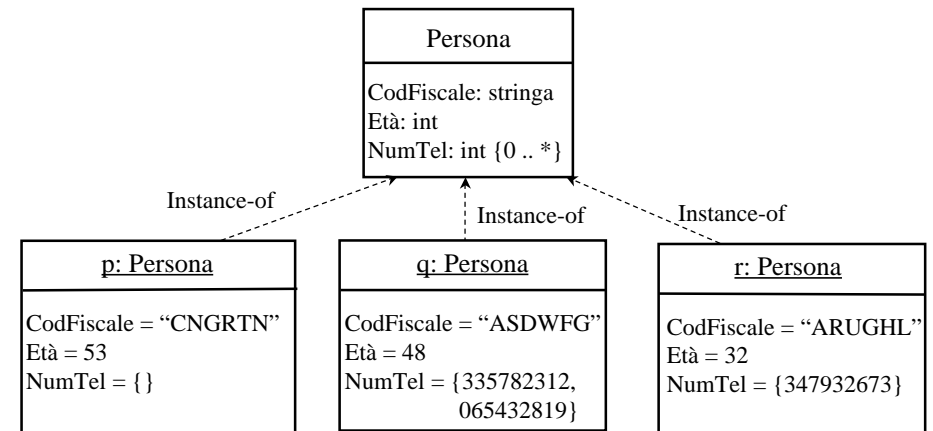 Persona
CodFiscale: stringa
Età: int
NumTel: int {0 .. *}
Instance-of
Instance-of
Instance-of
p: Persona
CodFiscale = “CNGRTN”
Età = 53
NumTel = {}
q: Persona
CodFiscale = “ASDWFG”
Età = 48
NumTel = {335782312,
065432819}
r: Persona
CodFiscale = “ARUGHL”
Età = 32
NumTel = {347932673}